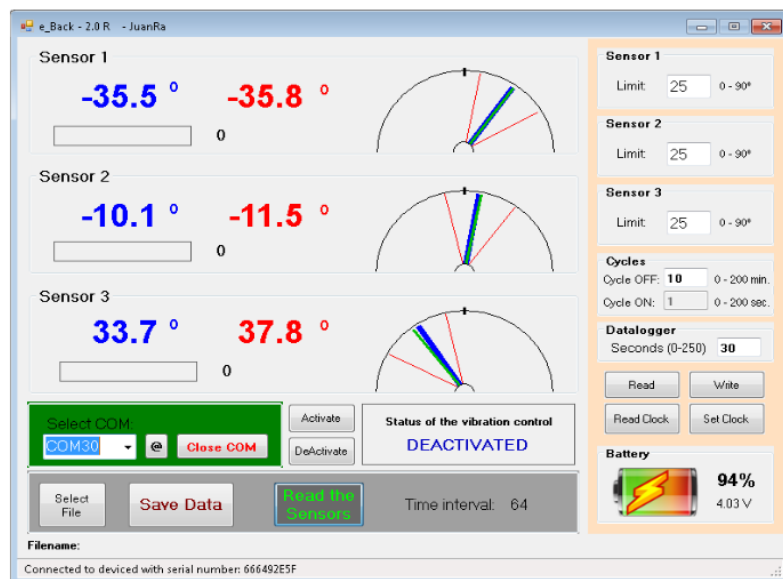 e_Back - 2.0 R - JuanRa
Sensor 1
-35.5 º -35.8 º
0
Sensor 2
-10.1 º -11.5 º
0
Sensor 3
33.7 º 37.8 º
0
Select COM:
COM30 @ Close COM
Activate
DeActivate
Status of the vibration control
DEACTIVATED
Select
File
Save Data
Read the
Sensors
Time interval: 64
Sensor 1
Limit: 25 0 - 90º
Sensor 2
Limit: 25 0 - 90º
Sensor 3
Limit: 25 0 - 90º
Cycles
Cycle OFF: 10 0 - 200 min.
Cycle ON: 1 0 - 200 sec.
Datalogger
Seconds (0-250) 30
Read Write
Read Clock Set Clock
Battery
94%
4.03 V
Filename:
Connected to deviced with serial number: 666492E5F